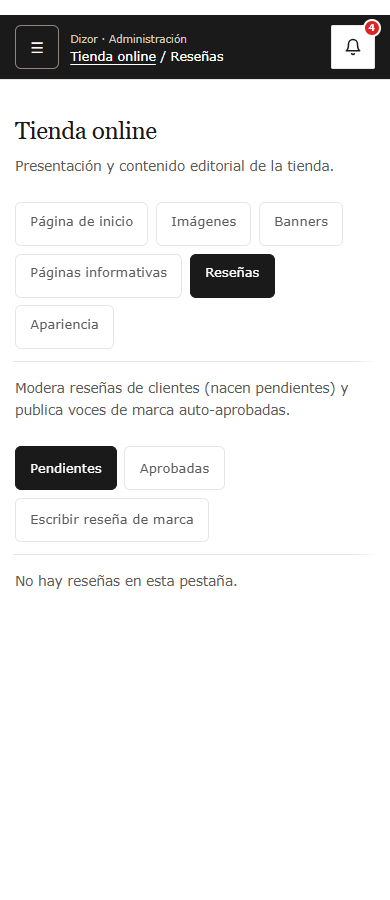 ☰
Dizor · Administración
Tienda online / Reseñas
4
Tienda online
Presentación y contenido editorial de la tienda.
Página de inicio
Imágenes
Banners
Páginas informativas
Reseñas
Apariencia
Modera reseñas de clientes (nacen pendientes) y
publica voces de marca auto-aprobadas.
Pendientes
Aprobadas
Escribir reseña de marca
No hay reseñas en esta pestaña.